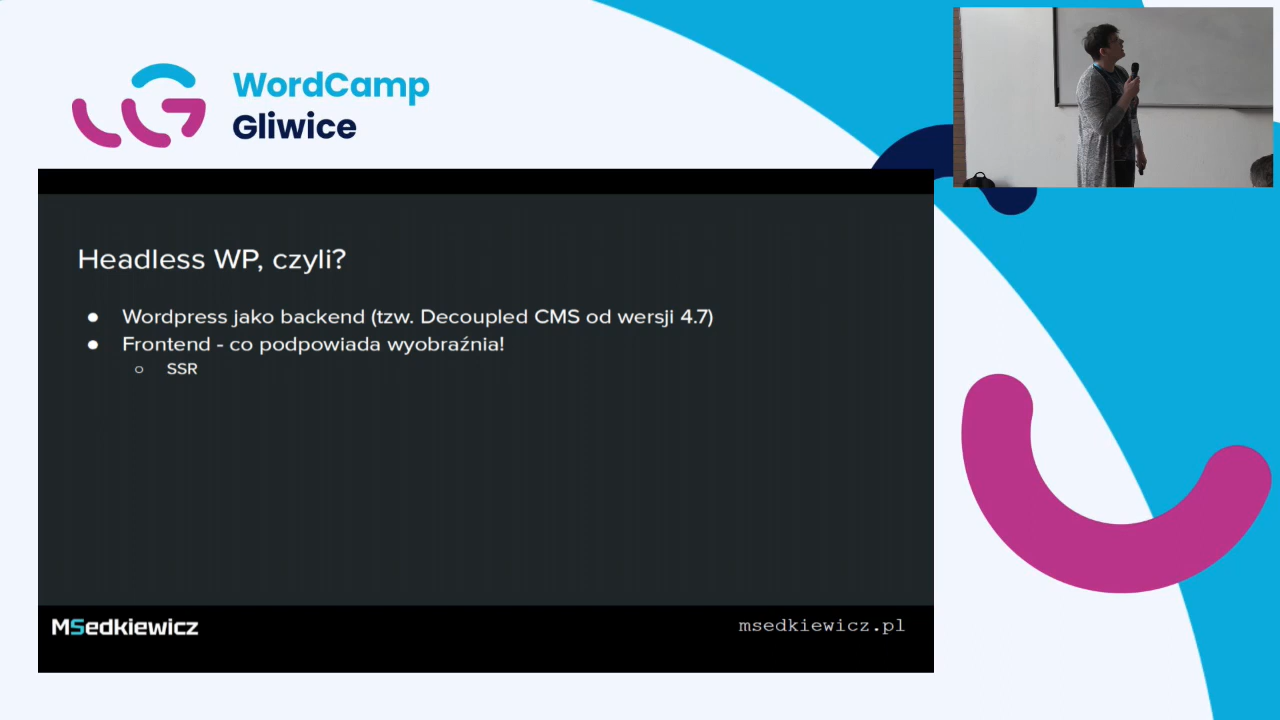 WordCamp
Gliwice
Headless WP, czyli?
● Wordpress jako backend (tzw. Decoupled CMS od wersji 4.7)
● Frontend - co podpowiada wyobraźnia!
○ SSR
MSedkiewicz
msedkiewicz.pl